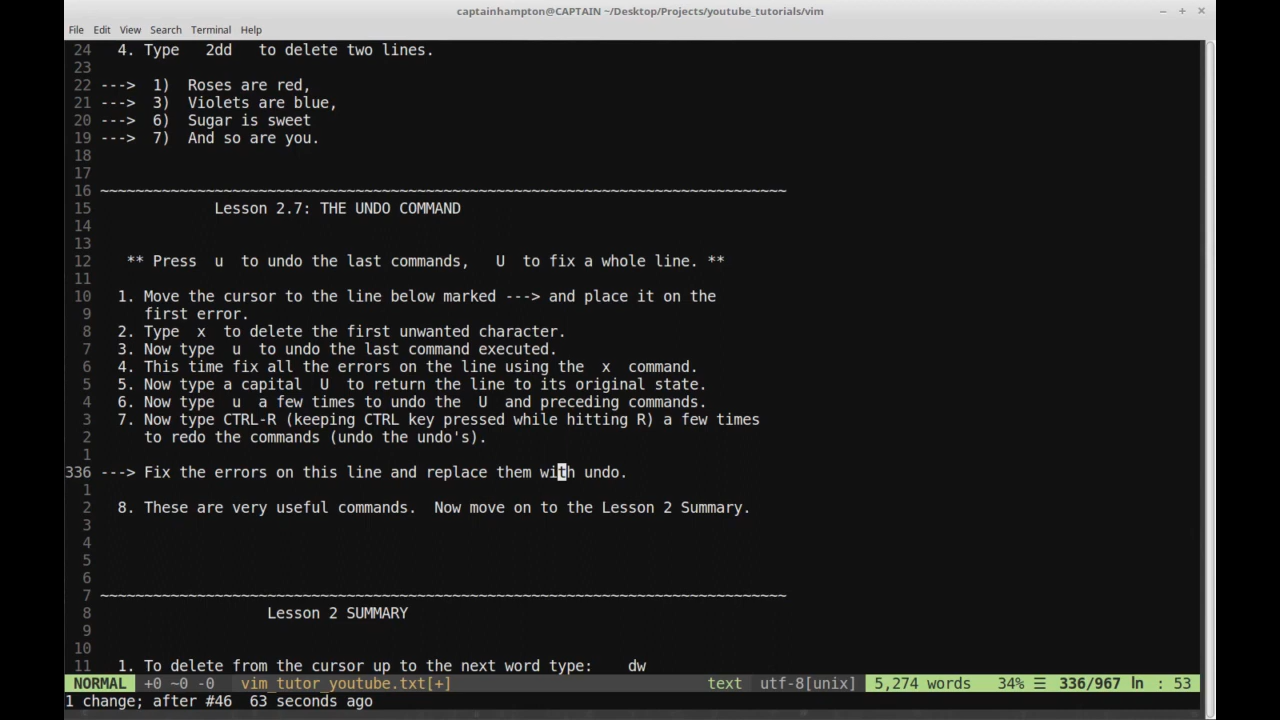 captainhampton@CAPTAIN ~/Desktop/Projects/youtube_tutorials/vim
File Edit View Search Terminal Help
24 4. Type 2dd to delete two lines.
23
22 ---> 1) Roses are red,
21 ---> 3) Violets are blue,
20 ---> 6) Sugar is sweet
19 ---> 7) And so are you.
18
17
16 ~~~~~~~~~~~~~~~~~~~~~~~~~~~~~~~~~~~~~~~~~~~~~~~~~~~~~~~~~~~~~~~~~~~~~~~~~~~~~~
15 Lesson 2.7: THE UNDO COMMAND
14
13
12 ** Press u to undo the last commands, U to fix a whole line. **
11
10 1. Move the cursor to the line below marked ---> and place it on the
9 first error.
8 2. Type x to delete the first unwanted character.
7 3. Now type u to undo the last command executed.
6 4. This time fix all the errors on the line using the x command.
5 5. Now type a capital U to return the line to its original state.
4 6. Now type u a few times to undo the U and preceding commands.
3 7. Now type CTRL-R (keeping CTRL key pressed while hitting R) a few times
2 to redo the commands (undo the undo's).
1
336 ---> Fix the errors on this line and replace them with undo.
1
2 8. These are very useful commands. Now move on to the Lesson 2 Summary.
3
4
5
6
7 ~~~~~~~~~~~~~~~~~~~~~~~~~~~~~~~~~~~~~~~~~~~~~~~~~~~~~~~~~~~~~~~~~~~~~~~~~~~~~~
8 Lesson 2 SUMMARY
9
10
11 1. To delete from the cursor up to the next word type: dw
NORMAL +0 ~0 -0 vim_tutor_youtube.txt[+] text utf-8[unix] 5,274 words 34% ☰ 336/967 ln : 53
1 change; after #46 63 seconds ago